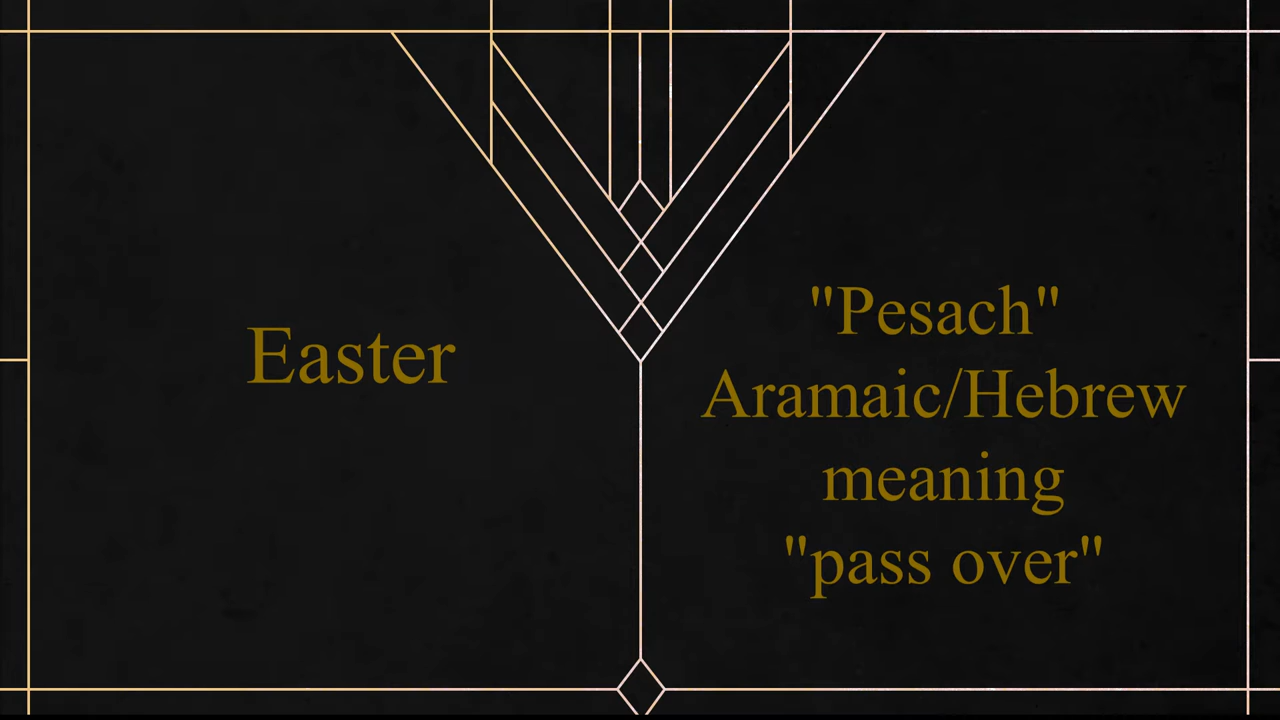 Easter
"Pesach"
Aramaic/Hebrew
meaning
"pass over"